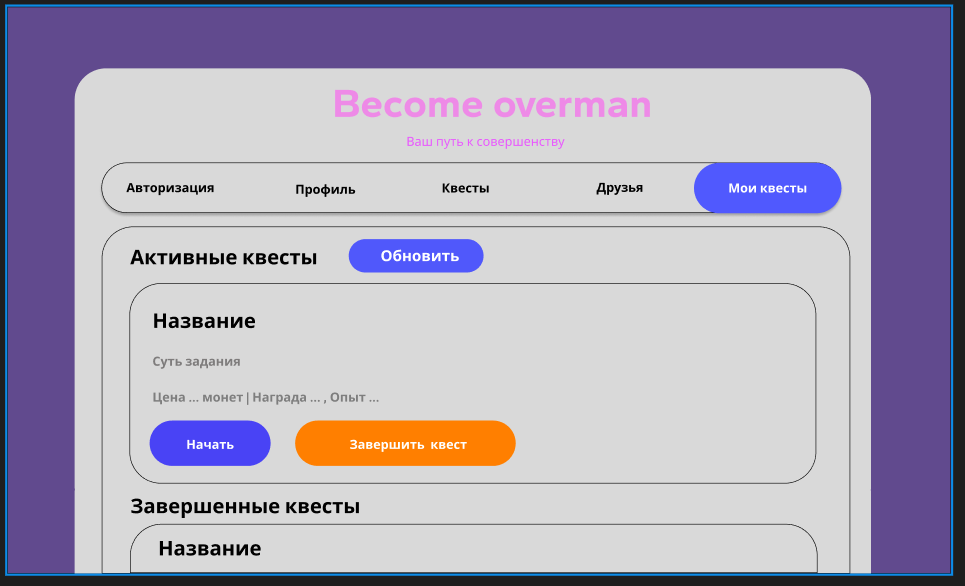 Become overman
Ваш путь к совершенству
Авторизация Профиль Квесты Друзья Мои квесты
Активные квесты Обновить
Название
Суть задания
Цена ... монет | Награда ... , Опыт ...
Начать Завершить квест
Завершенные квесты
Название